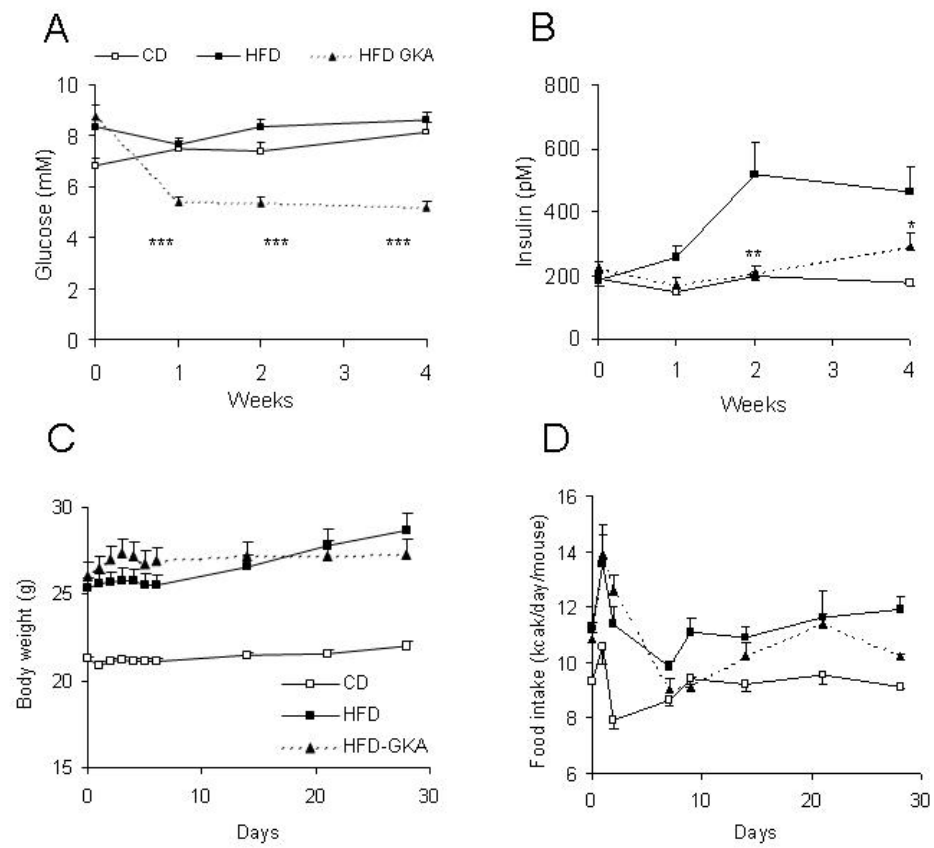 A
CD HFD HFD GKA
Glucose (mM)
10
8
6
4
2
0
*** *** ***
0 1 2 3 4
Weeks
B
Insulin (pM)
800
600
400
200
0
** *
0 1 2 3 4
Weeks
C
Body weight (g)
30
25
20
15
CD
HFD
HFD-GKA
0 10 20 30
Days
D
Food intake (kcak/day/mouse)
16
14
12
10
8
6
0 10 20 30
Days